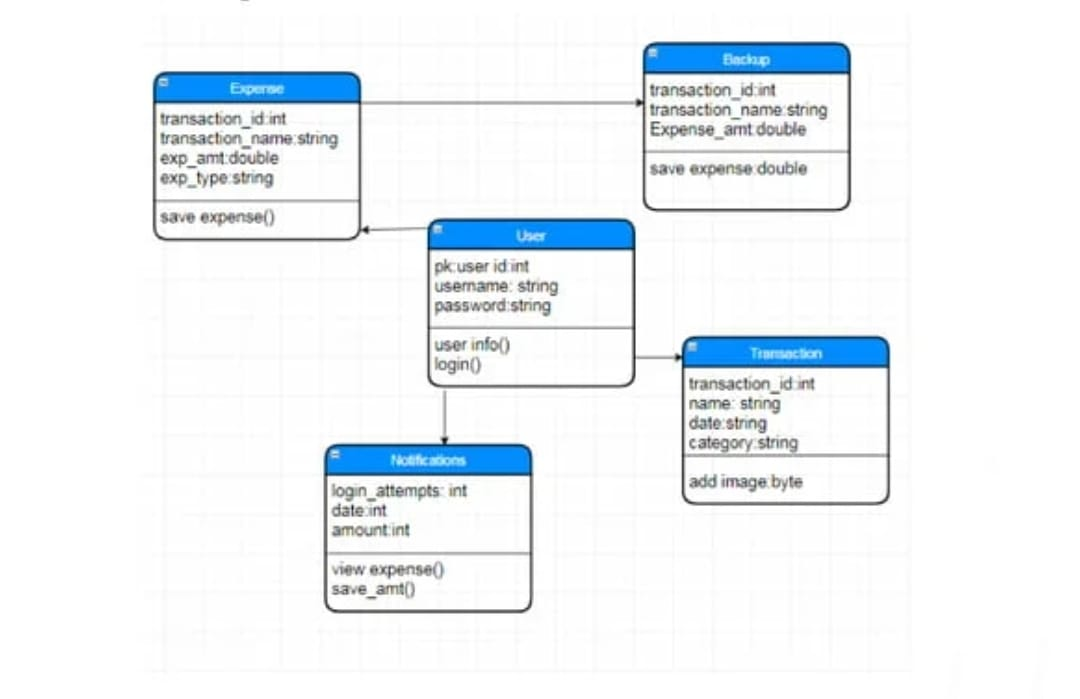 Expense
transaction_id:int
transaction_name:string
exp_amt:double
exp_type:string
save expense()
Backup
transaction_id:int
transaction_name:string
Expense_amt:double
save expense:double
User
pk:user id:int
username: string
password:string
user info()
login()
Transaction
transaction_id:int
name: string
date:string
category:string
add image:byte
Notifications
login_attempts: int
date:int
amount:int
view expense()
save_amt()